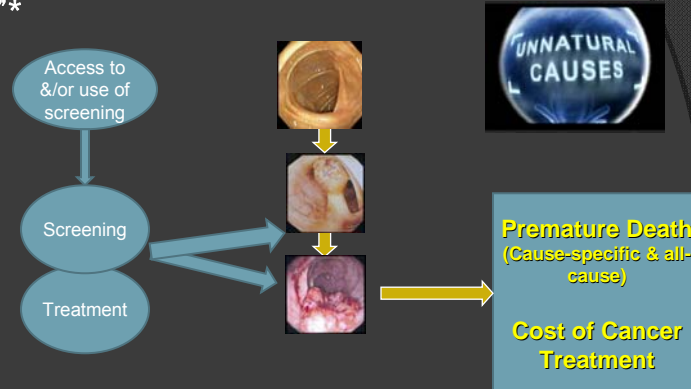 "*
UNNATURAL
CAUSES
Access to
&/or use of
screening
Screening
Treatment
Premature Death
(Cause-specific & all-
cause)
Cost of Cancer
Treatment